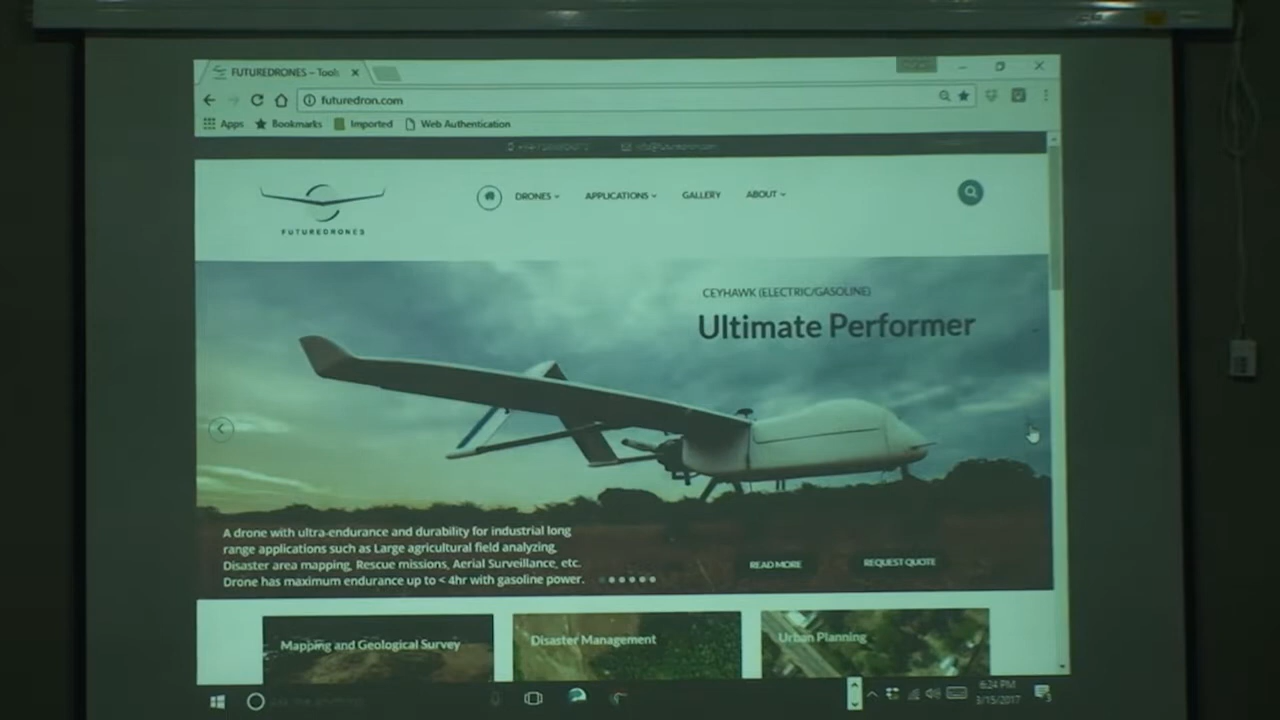 FUTUREDRONES – Tools
futuredron.com
Apps Bookmarks Imported Web Authentication
DRONES APPLICATIONS GALLERY ABOUT
FUTUREDRONES
CEYHAWK (ELECTRIC/GASOLINE)
Ultimate Performer
A drone with ultra-endurance and durability for industrial long
range applications such as Large agricultural field analyzing,
Disaster area mapping, Rescue missions, Aerial Surveillance, etc.
Drone has maximum endurance up to < 4hr with gasoline power.
READ MORE REQUEST QUOTE
Mapping and Geological Survey
Disaster Management
Urban Planning
6:24 PM
3/15/2017